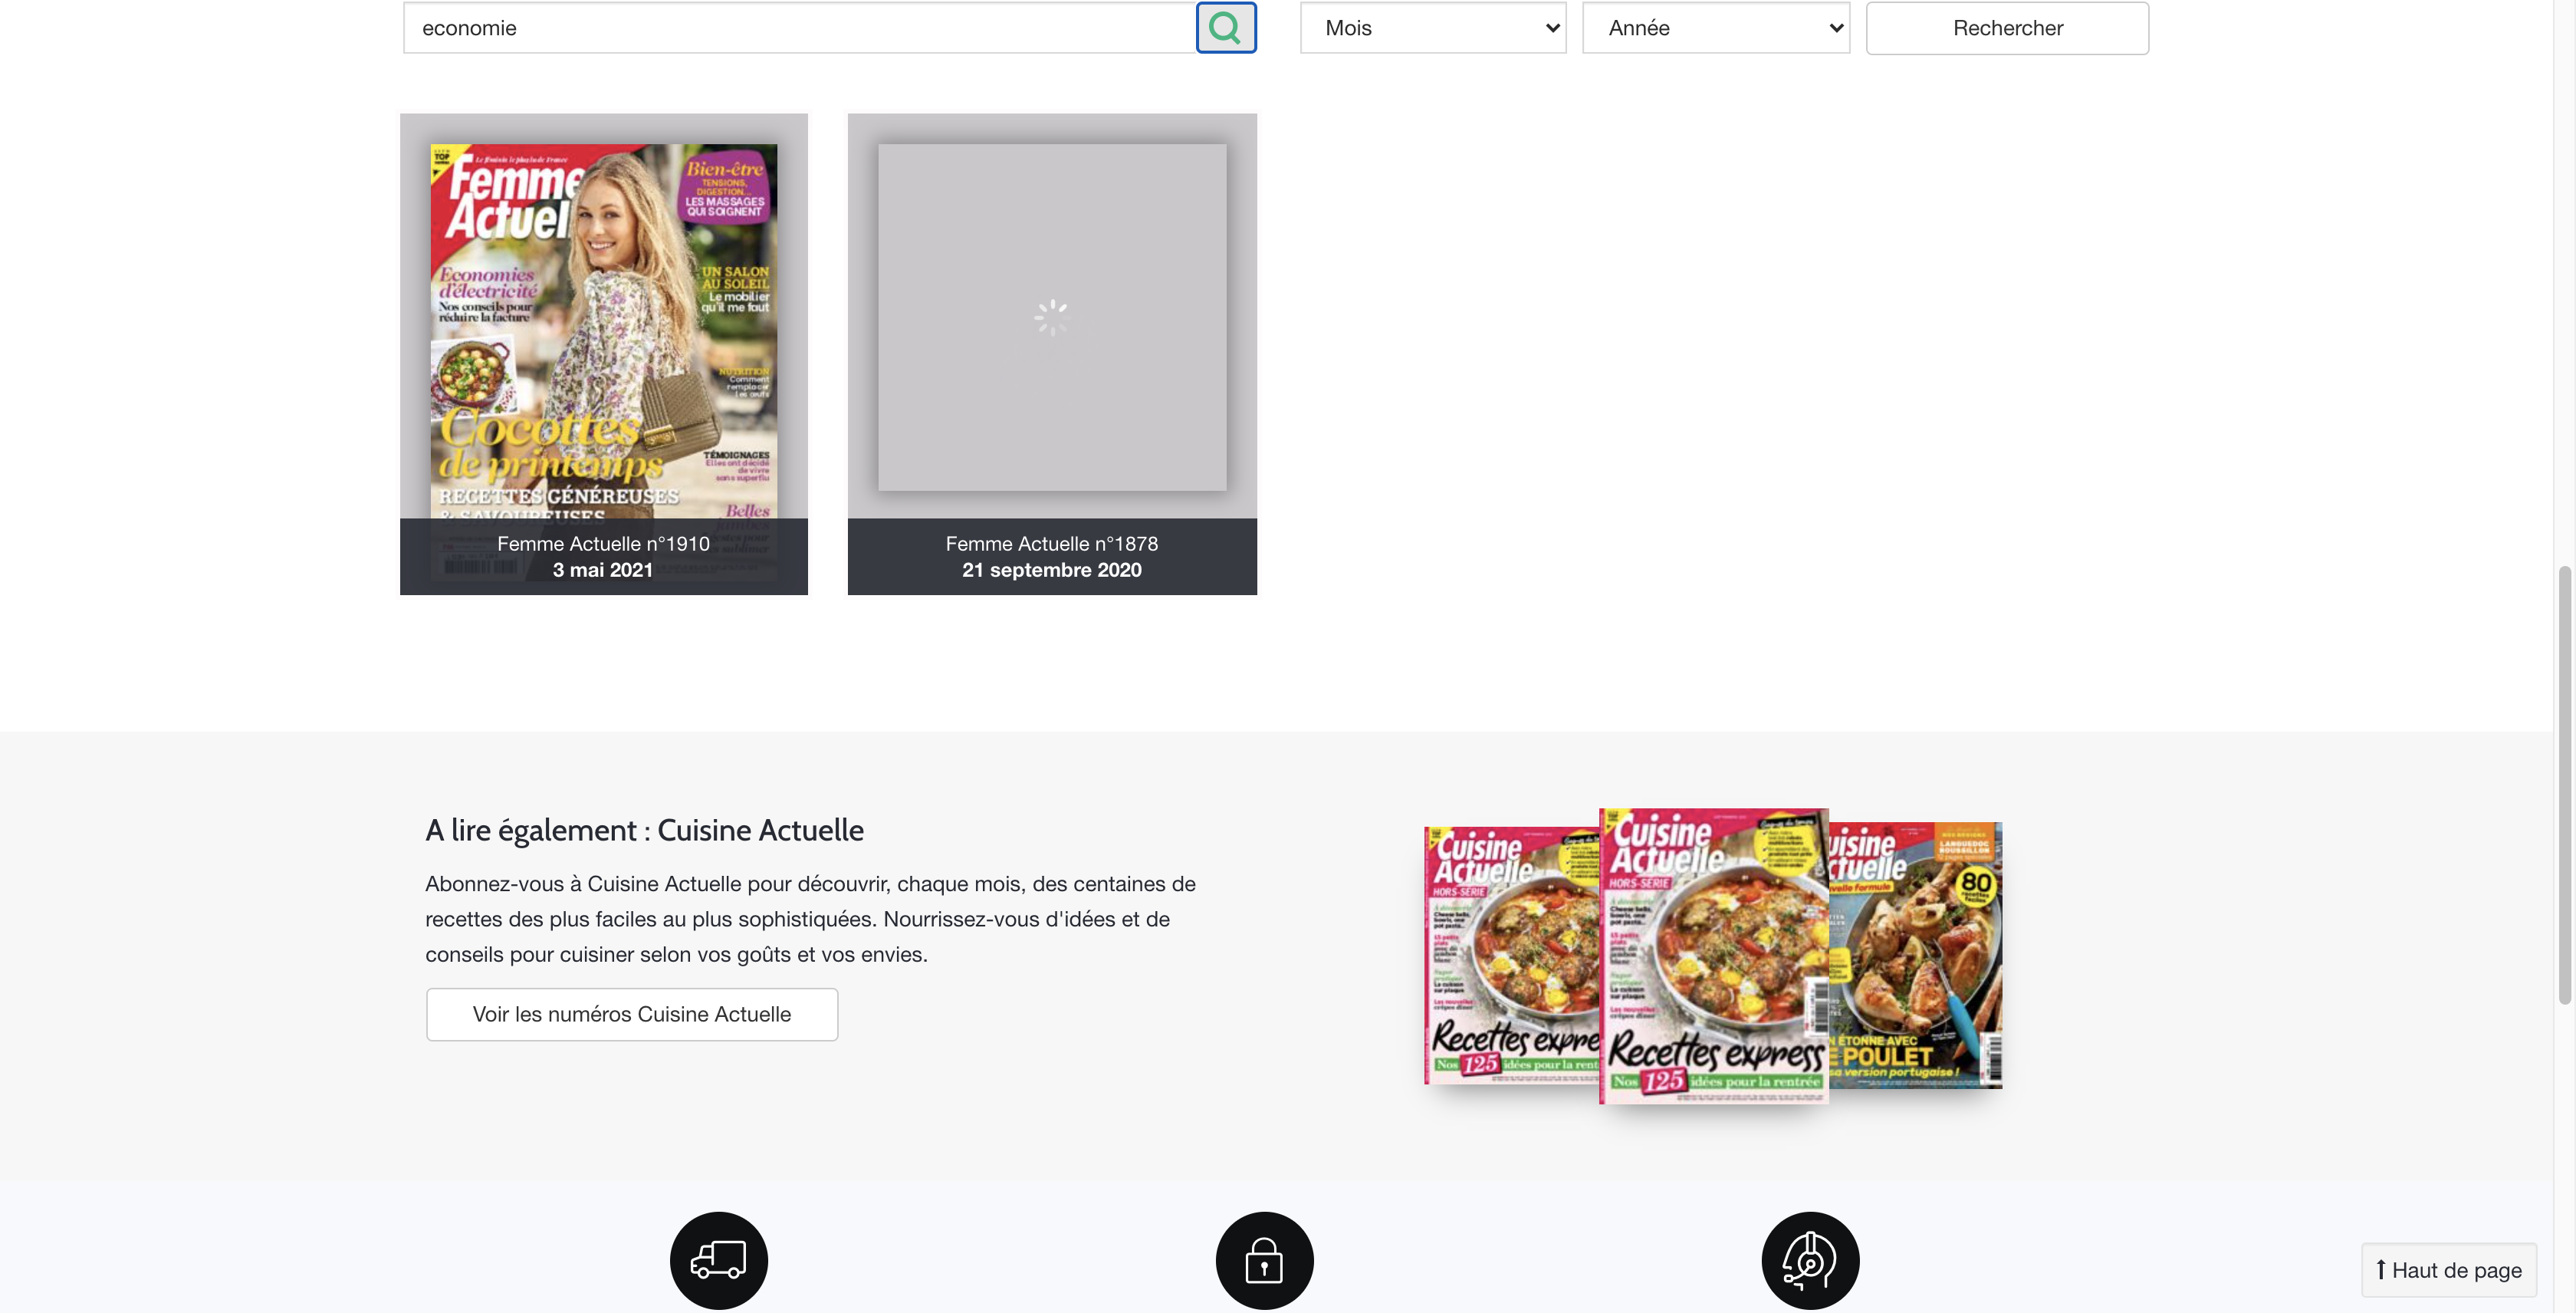 economie
Mois
Année
Rechercher
TOP
Le féminin le plus lu de France
Femme
Actuel
Bien-être
TENSIONS,
DIGESTION...
LES MASSAGES
QUI SOIGNENT
Economies
d'électricité
Nos conseils pour
réduire la facture
UN SALON
AU SOLEIL
Le mobilier
qu'il me faut
NUTRITION
Comment
remplacer
les œufs
Cocottes
de printemps
RECETTES GÉNÉREUSES
& SAVOUREUSES
TÉMOIGNAGES
Elles ont décidé
de vivre
sans superflu
Belles
jambes
Femme Actuelle n°1910
3 mai 2021
Femme Actuelle n°1878
21 septembre 2020
A lire également : Cuisine Actuelle
Abonnez-vous à Cuisine Actuelle pour découvrir, chaque mois, des centaines de
recettes des plus faciles au plus sophistiquées. Nourrissez-vous d'idées et de
conseils pour cuisiner selon vos goûts et vos envies.
Voir les numéros Cuisine Actuelle
Cuisine
Actuelle
HORS-SÉRIE
Recettes expre
Nos 125 idées pour la rent
Cuisine
Actuelle
HORS-SÉRIE
Recettes express
Nos 125 idées pour la rentrée
uisine
ctuelle
velle formule
LANGUEDOC
ROUSSILLON
80
recettes
faciles
N ÉTONNE AVEC
E POULET
sa version portugaise !
Haut de page